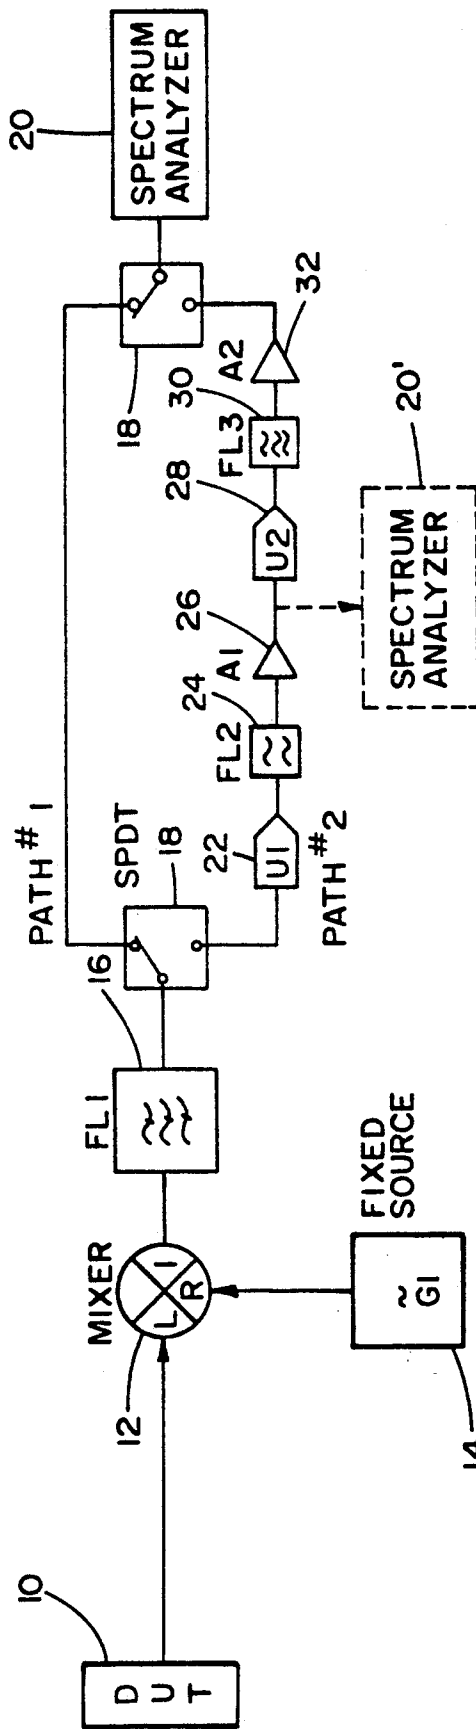 10
DUT
12
MIXER
L
I
R
14
~
G1
FIXED
SOURCE
FL1
16
SPDT
18
PATH #1
PATH #2
22
U1
FL2
24
A1
26
U2
28
FL3
30
A2
32
18
20
SPECTRUM
ANALYZER
20'
SPECTRUM
ANALYZER